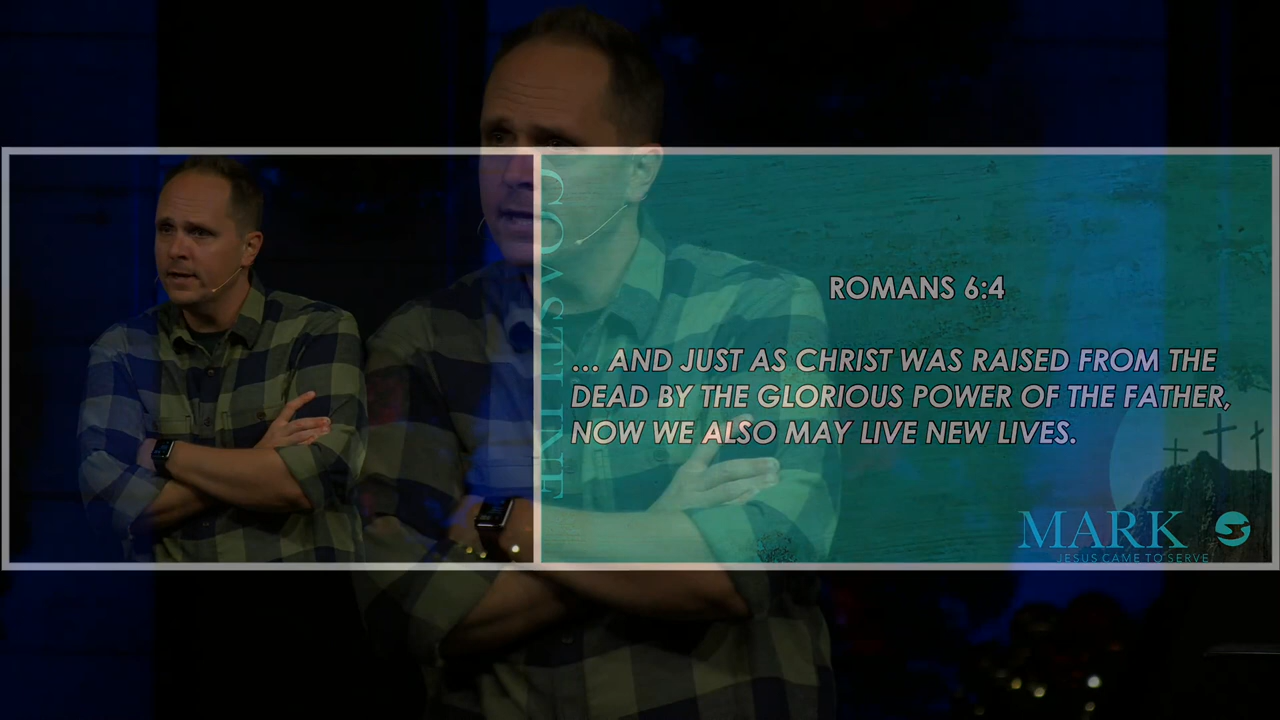 COASTLINE
ROMANS 6:4
... AND JUST AS CHRIST WAS RAISED FROM THE
DEAD BY THE GLORIOUS POWER OF THE FATHER,
NOW WE ALSO MAY LIVE NEW LIVES.
MARK
JESUS CAME TO SERVE